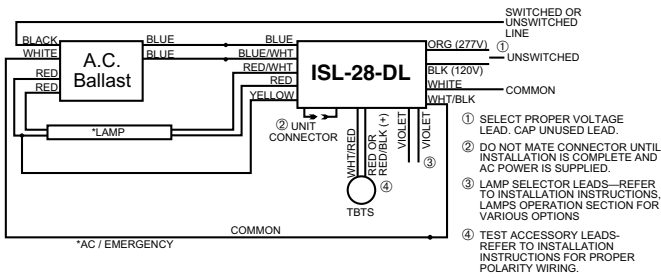 SWITCHED OR
UNSWITCHED
LINE
BLACK
WHITE
RED
RED
A.C.
Ballast
BLUE
BLUE
BLUE
BLUE/WHT
RED/WHT
RED
YELLOW
ISL-28-DL
ORG (277V) ①
UNSWITCHED
BLK (120V)
WHITE
COMMON
WHT/BLK
*LAMP
② UNIT
CONNECTOR
WHT/RED
RED OR
RED/BLK (+)
VIOLET
VIOLET
③
④
TBTS
COMMON
*AC / EMERGENCY
① SELECT PROPER VOLTAGE
LEAD. CAP UNUSED LEAD.
② DO NOT MATE CONNECTOR UNTIL
INSTALLATION IS COMPLETE AND
AC POWER IS SUPPLIED.
③ LAMP SELECTOR LEADS—REFER
TO INSTALLATION INSTRUCTIONS,
LAMPS OPERATION SECTION FOR
VARIOUS OPTIONS
④ TEST ACCESSORY LEADS-
REFER TO INSTALLATION
INSTRUCTIONS FOR PROPER
POLARITY WIRING.